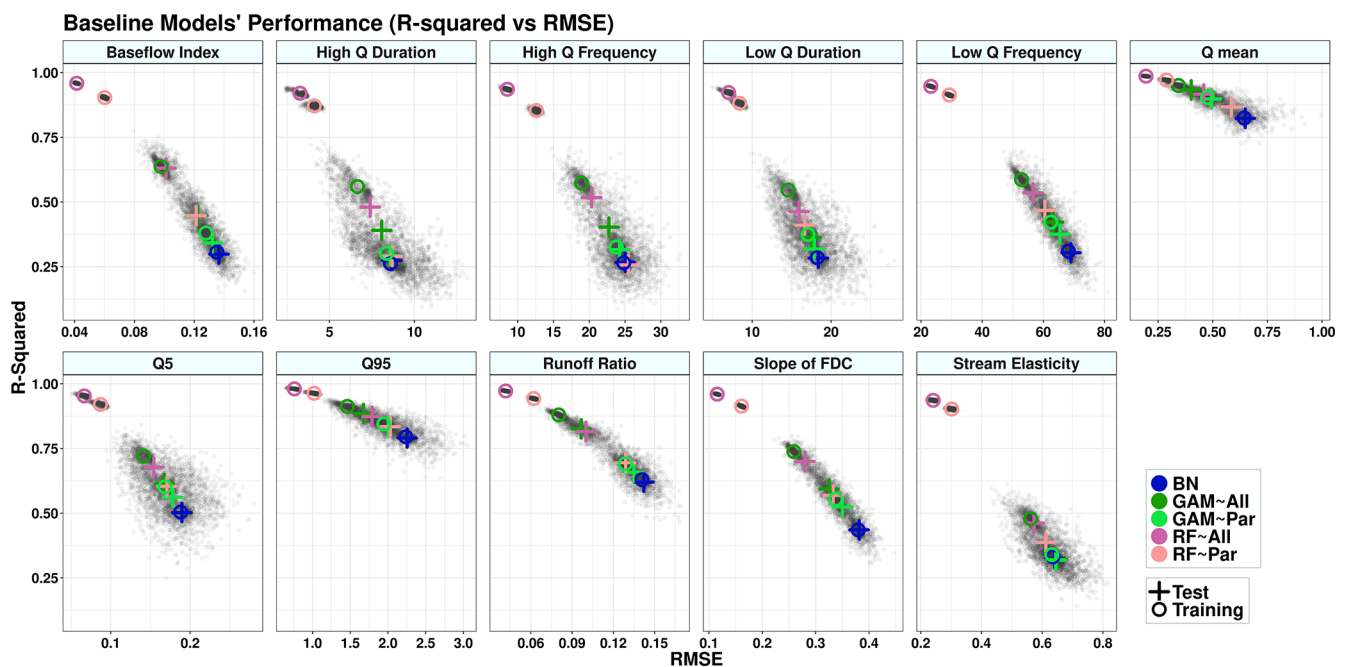 Baseline Models' Performance (R-squared vs RMSE)
Baseflow Index
High Q Duration
High Q Frequency
Low Q Duration
Low Q Frequency
Q mean
1.00
0.75
0.50
0.25
0.04 0.08 0.12 0.16
5 10
10 15 20 25 30
10 20
20 40 60 80
0.25 0.50 0.75 1.00
R-Squared
Q5
Q95
Runoff Ratio
Slope of FDC
Stream Elasticity
1.00
0.75
0.50
0.25
0.1 0.2
1.0 1.5 2.0 2.5 3.0
0.06 0.09 0.12 0.15
0.1 0.2 0.3 0.4
0.2 0.4 0.6 0.8
RMSE
BN
GAM~All
GAM~Par
RF~All
RF~Par
Test
Training